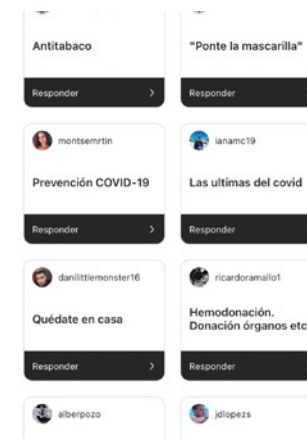 Antitabaco
"Ponte la mascarilla"
Responder
Responder
montsemrtin
ianamc19
Prevención COVID-19
Las ultimas del covid
Responder
Responder
danilittlemonster16
ricardoramallo1
Quédate en casa
Hemodonación.
Donación órganos etc
Responder
Responder
alberpozo
jdlopezs